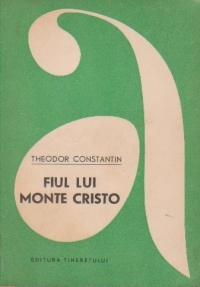 a
THEODOR CONSTANTIN
FIUL LUI
MONTE CRISTO
EDITURA TINERETULUI